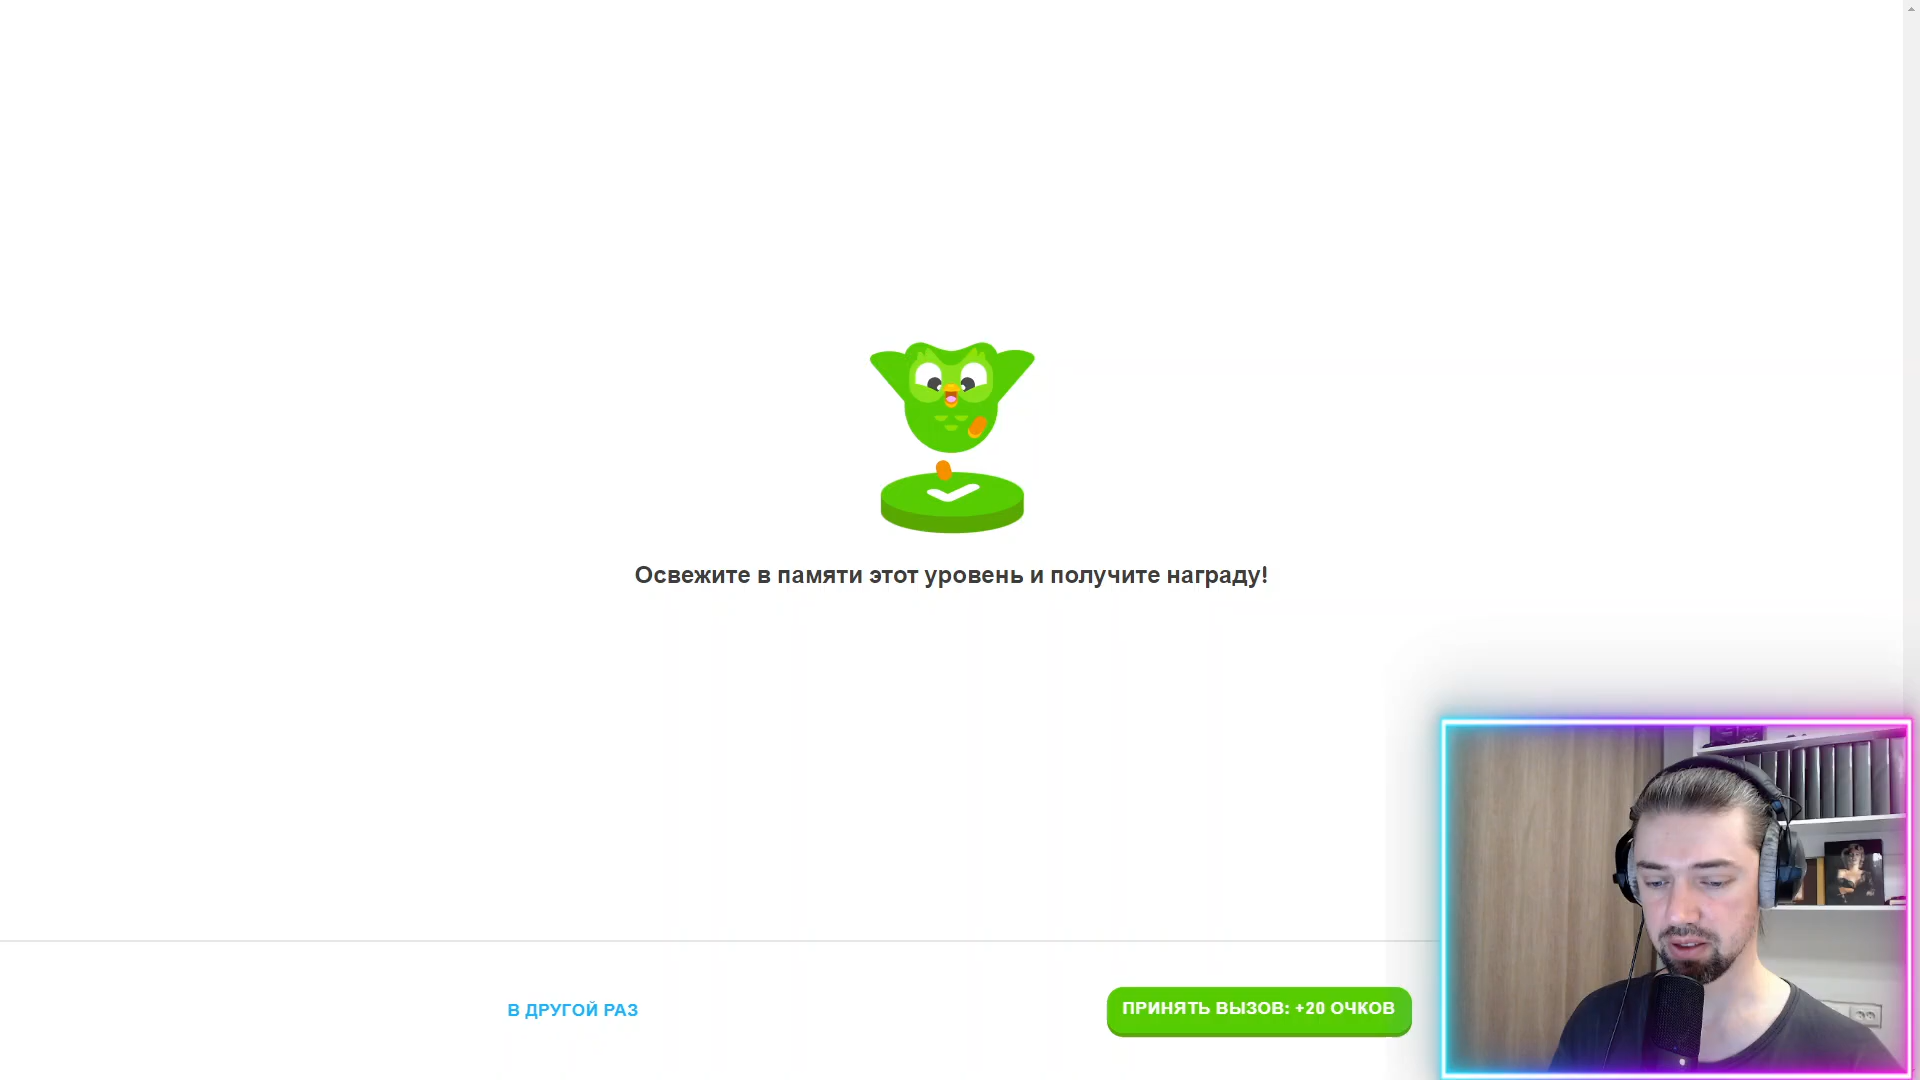 Освежите в памяти этот уровень и получите награду!
В ДРУГОЙ РАЗ
ПРИНЯТЬ ВЫЗОВ: +20 ОЧКОВ